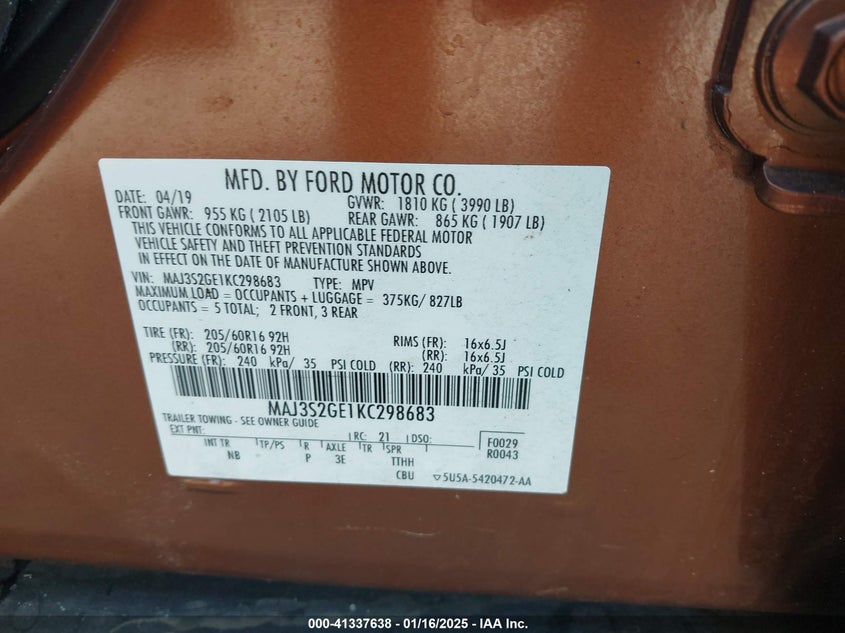 MFD. BY FORD MOTOR CO.
DATE: 04/19 GVWR: 1810 KG ( 3990 LB)
FRONT GAWR: 955 KG ( 2105 LB) REAR GAWR: 865 KG ( 1907 LB)
THIS VEHICLE CONFORMS TO ALL APPLICABLE FEDERAL MOTOR
VEHICLE SAFETY AND THEFT PREVENTION STANDARDS
IN EFFECT ON THE DATE OF MANUFACTURE SHOWN ABOVE.
VIN: MAJ3S2GE1KC298683 TYPE: MPV
MAXIMUM LOAD = OCCUPANTS + LUGGAGE = 375KG/ 827LB
OCCUPANTS = 5 TOTAL; 2 FRONT, 3 REAR
TIRE (FR): 205/60R16 92H RIMS (FR): 16x6.5J
(RR): 205/60R16 92H (RR): 16x6.5J
PRESSURE (FR): 240 kPa/ 35 PSI COLD (RR): 240 kPa/ 35 PSI COLD
MAJ3S2GE1KC298683
TRAILER TOWING - SEE OWNER GUIDE
EXT PNT: RC: 21 DSO: F0029
INT TR TP/PS R AXLE TR SPR R0043
NB P 3E TTHH
CBU 5U5A-5420472-AA
000-41337638 - 01/16/2025 - IAA Inc.